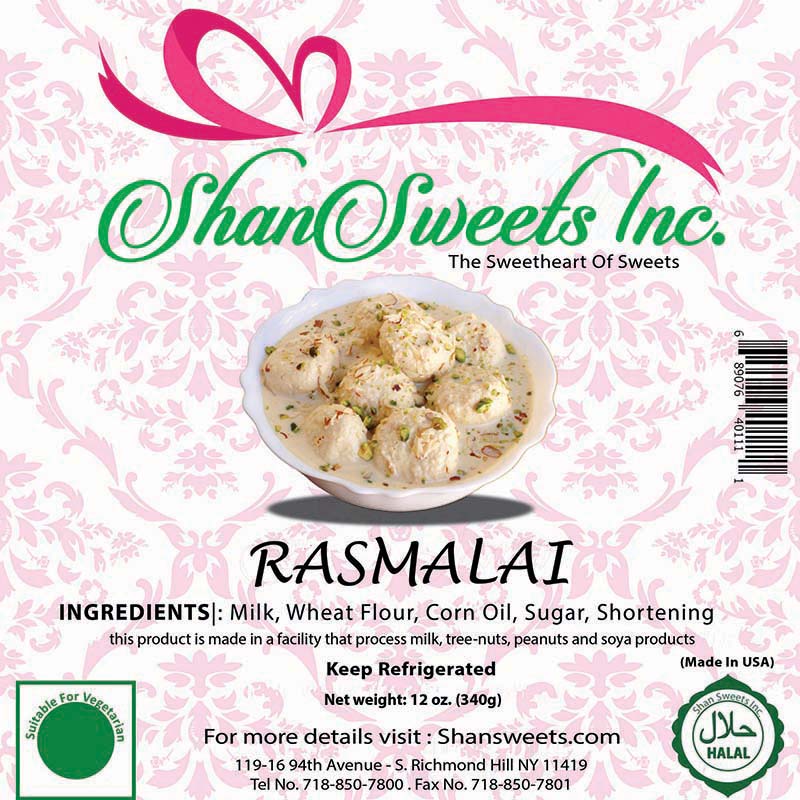 ShanSweets Inc.
The Sweetheart Of Sweets
6 89076 40111 1
RASMALAI
INGREDIENTS|: Milk, Wheat Flour, Corn Oil, Sugar, Shortening
this product is made in a facility that process milk, tree-nuts, peanuts and soya products
Keep Refrigerated
(Made In USA)
Net weight: 12 oz. (340g)
Suitable For Vegetarian
Shan Sweets Inc.
حلال
HALAL
For more details visit : Shansweets.com
119-16 94th Avenue - S. Richmond Hill NY 11419
Tel No. 718-850-7800 . Fax No. 718-850-7801